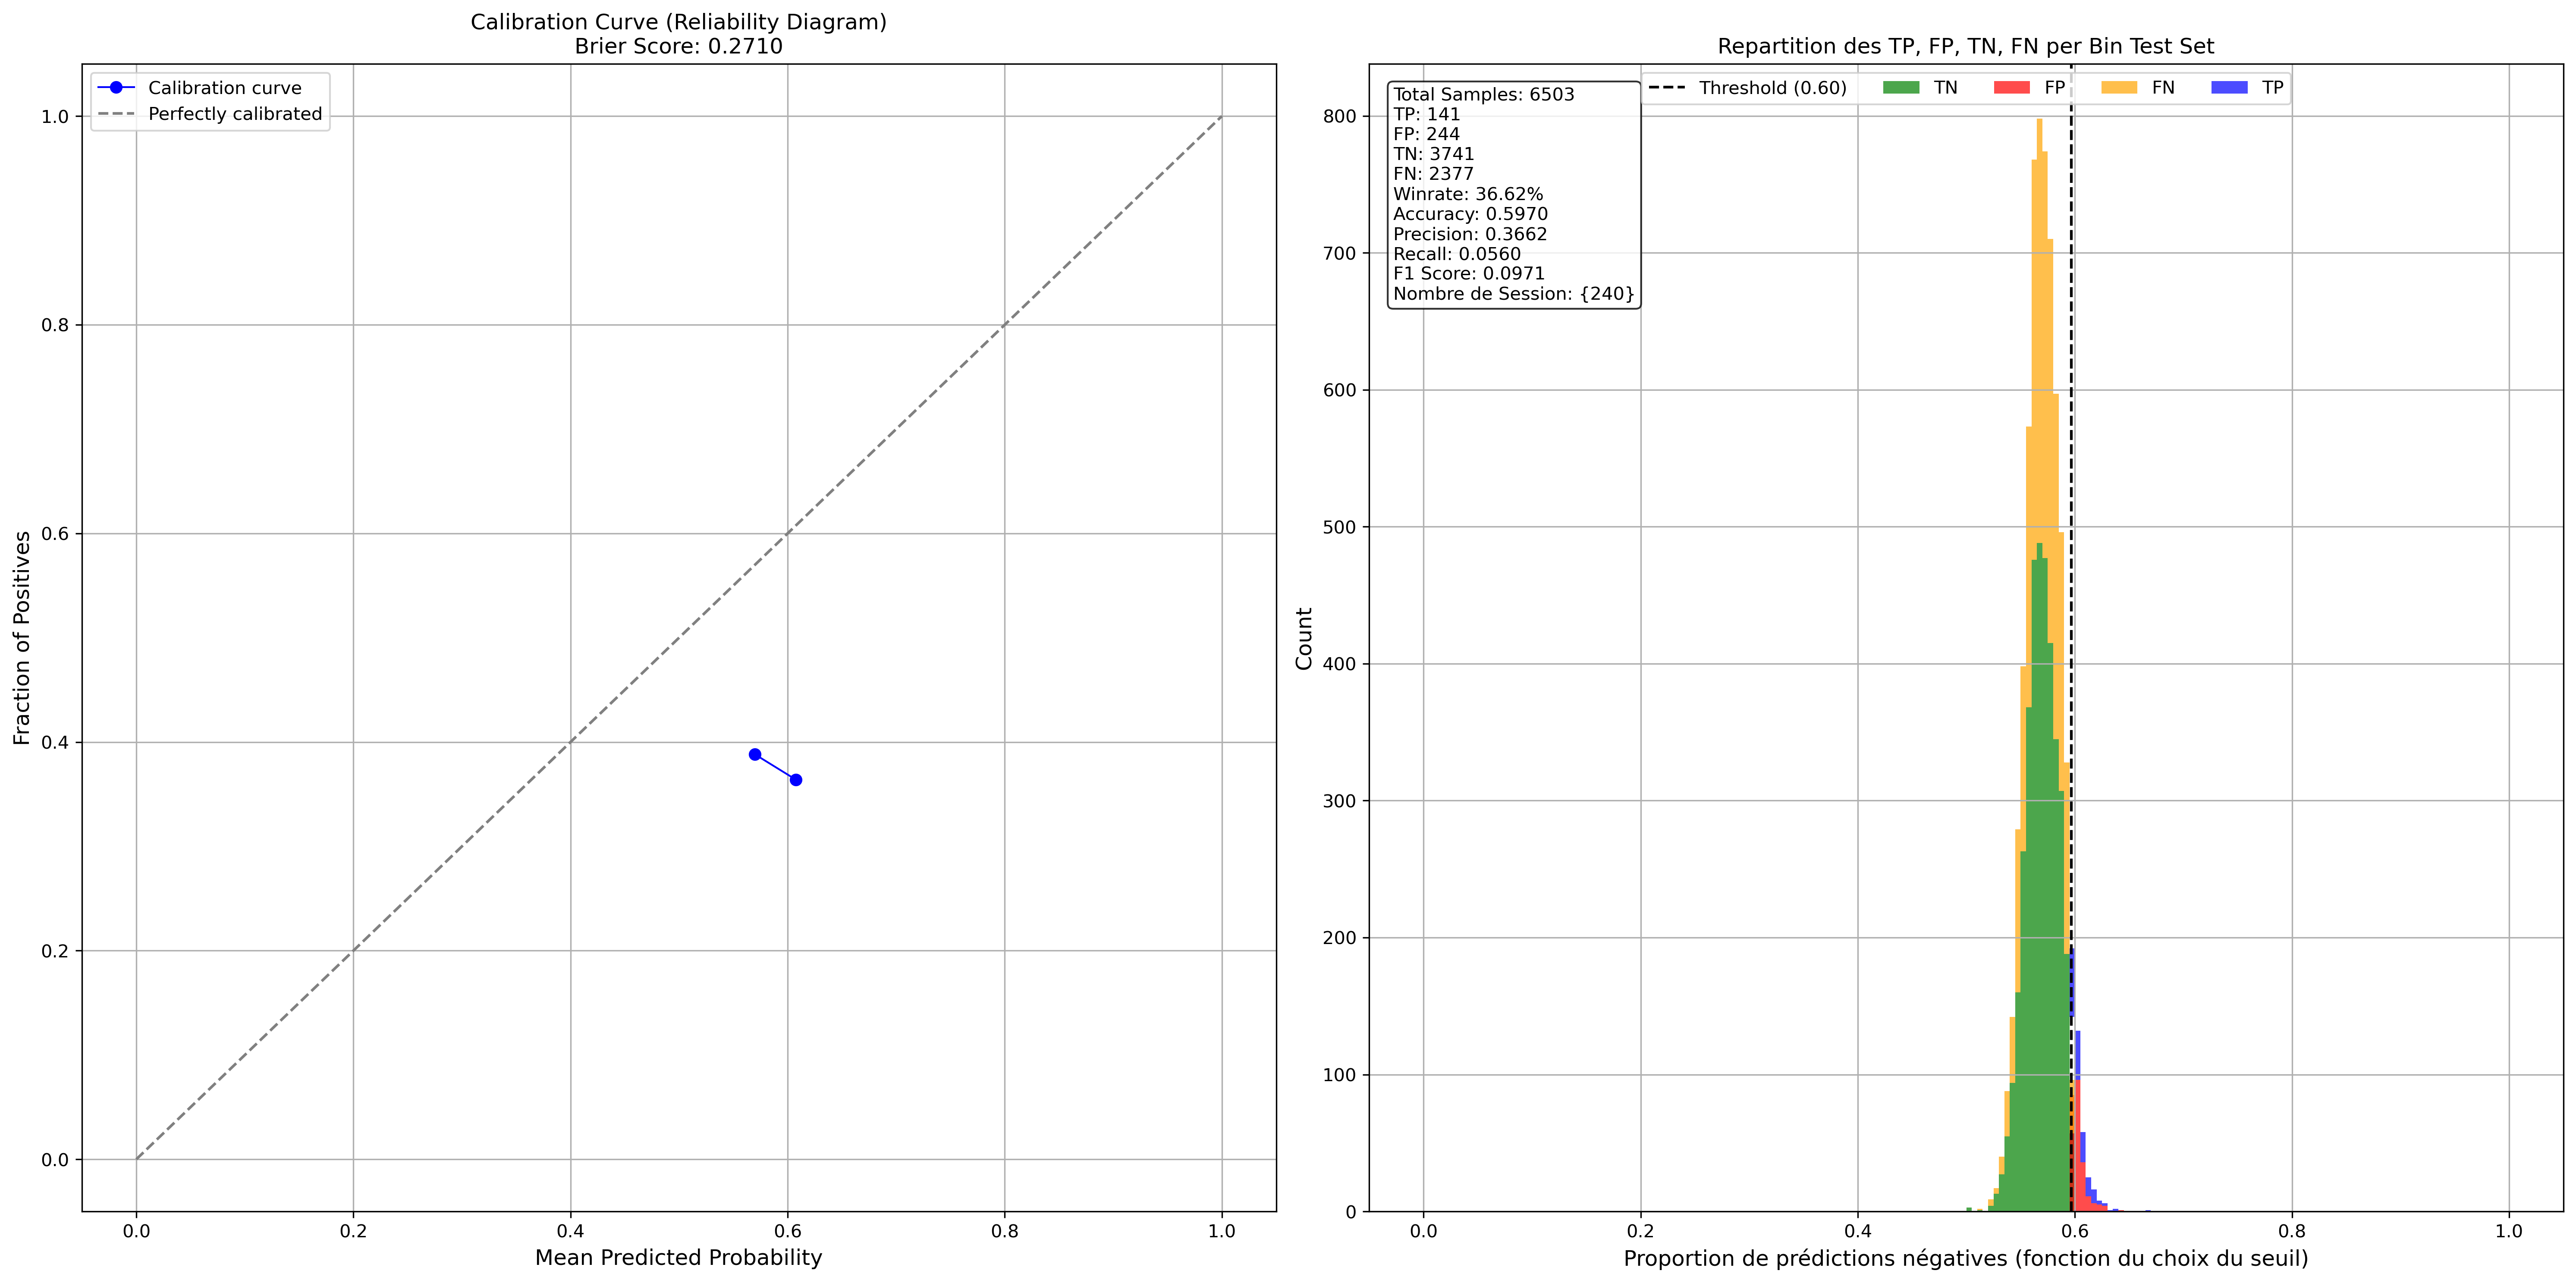 Calibration Curve (Reliability Diagram)
Brier Score: 0.2710
Calibration curve
Perfectly calibrated
1.0
0.8
0.6
0.4
0.2
0.0
Fraction of Positives
0.0 0.2 0.4 0.6 0.8 1.0
Mean Predicted Probability
Repartition des TP, FP, TN, FN per Bin Test Set
Threshold (0.60) TN FP FN TP
Total Samples: 6503
TP: 141
FP: 244
TN: 3741
FN: 2377
Winrate: 36.62%
Accuracy: 0.5970
Precision: 0.3662
Recall: 0.0560
F1 Score: 0.0971
Nombre de Session: {240}
800
700
600
500
400
300
200
100
0
Count
0.0 0.2 0.4 0.6 0.8 1.0
Proportion de prédictions négatives (fonction du choix du seuil)